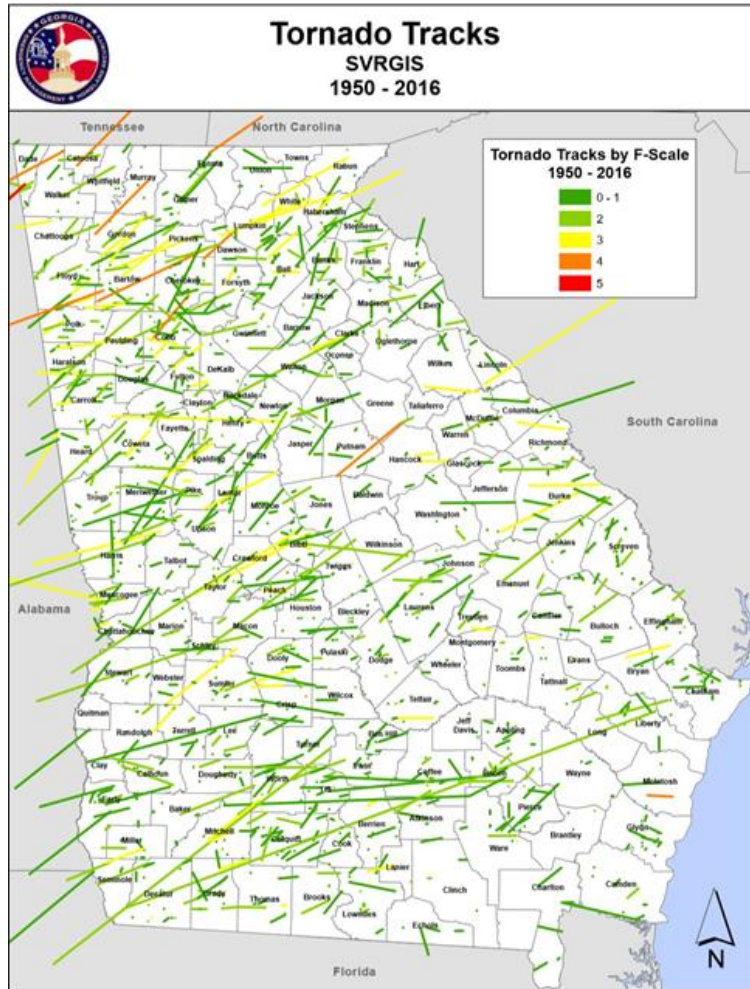 Tornado Tracks
SVRGIS
1950 - 2016
GEORGIA
Tennessee
North Carolina
Tornado Tracks by F-Scale
1950 - 2016
0 - 1
2
3
4
5
Dade
Catoosa
Whitfield
Murray
Union
Towns
Rabun
Walker
Gilmer
White
Habersham
Lumpkin
Stephens
Chattooga
Gordon
Pickens
Dawson
Banks
Franklin
Hart
Floyd
Bartow
Cherokee
Forsyth
Hall
Jackson
Madison
Elbert
Polk
Paulding
Cobb
Gwinnett
Barrow
Clarke
Oconee
Oglethorpe
Wilkes
Lincoln
Haralson
Douglas
Fulton
DeKalb
Walton
Carroll
Clayton
Rockdale
Newton
Morgan
Greene
Taliaferro
McDuffie
Columbia
South Carolina
Fayette
Henry
Warren
Richmond
Heard
Coweta
Spalding
Butts
Jasper
Putnam
Hancock
Glascock
Troup
Meriwether
Pike
Lamar
Monroe
Jones
Baldwin
Jefferson
Burke
Washington
Upson
Harris
Talbot
Crawford
Bibb
Wilkinson
Twiggs
Johnson
Jenkins
Screven
Alabama
Muscogee
Taylor
Peach
Houston
Bleckley
Laurens
Emanuel
Treutlen
Candler
Bulloch
Effingham
Chattahoochee
Marion
Macon
Schley
Montgomery
Stewart
Webster
Sumter
Dooly
Pulaski
Dodge
Wheeler
Toombs
Tattnall
Evans
Bryan
Chatham
Quitman
Wilcox
Telfair
Crisp
Randolph
Terrell
Lee
Jeff
Davis
Appling
Long
Liberty
Turner
Ben Hill
Clay
Calhoun
Dougherty
Worth
Irwin
Coffee
Bacon
Wayne
McIntosh
Early
Tift
Baker
Pierce
Mitchell
Berrien
Atkinson
Glynn
Miller
Colquitt
Cook
Ware
Brantley
Lanier
Seminole
Decatur
Grady
Thomas
Brooks
Clinch
Charlton
Camden
Lowndes
Echols
Florida
N